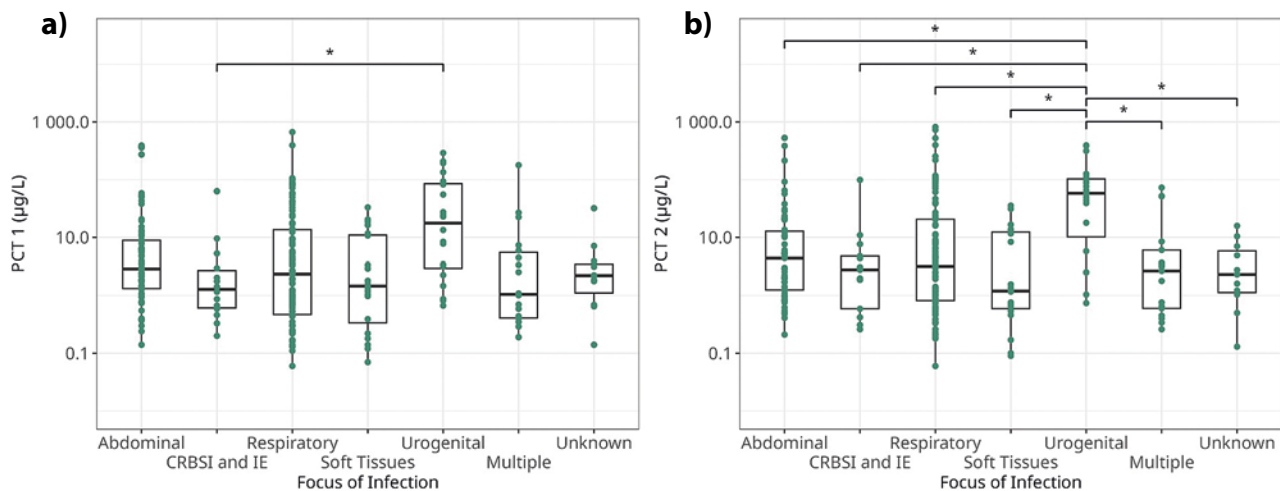 a)
*
PCT 1 (µg/L)
1 000.0
10.0
0.1
Abdominal Respiratory Urogenital Unknown
CRBSI and IE Soft Tissues Multiple
Focus of Infection
b)
*
*
*
*
*
*
PCT 2 (µg/L)
1 000.0
10.0
0.1
Abdominal Respiratory Urogenital Unknown
CRBSI and IE Soft Tissues Multiple
Focus of Infection